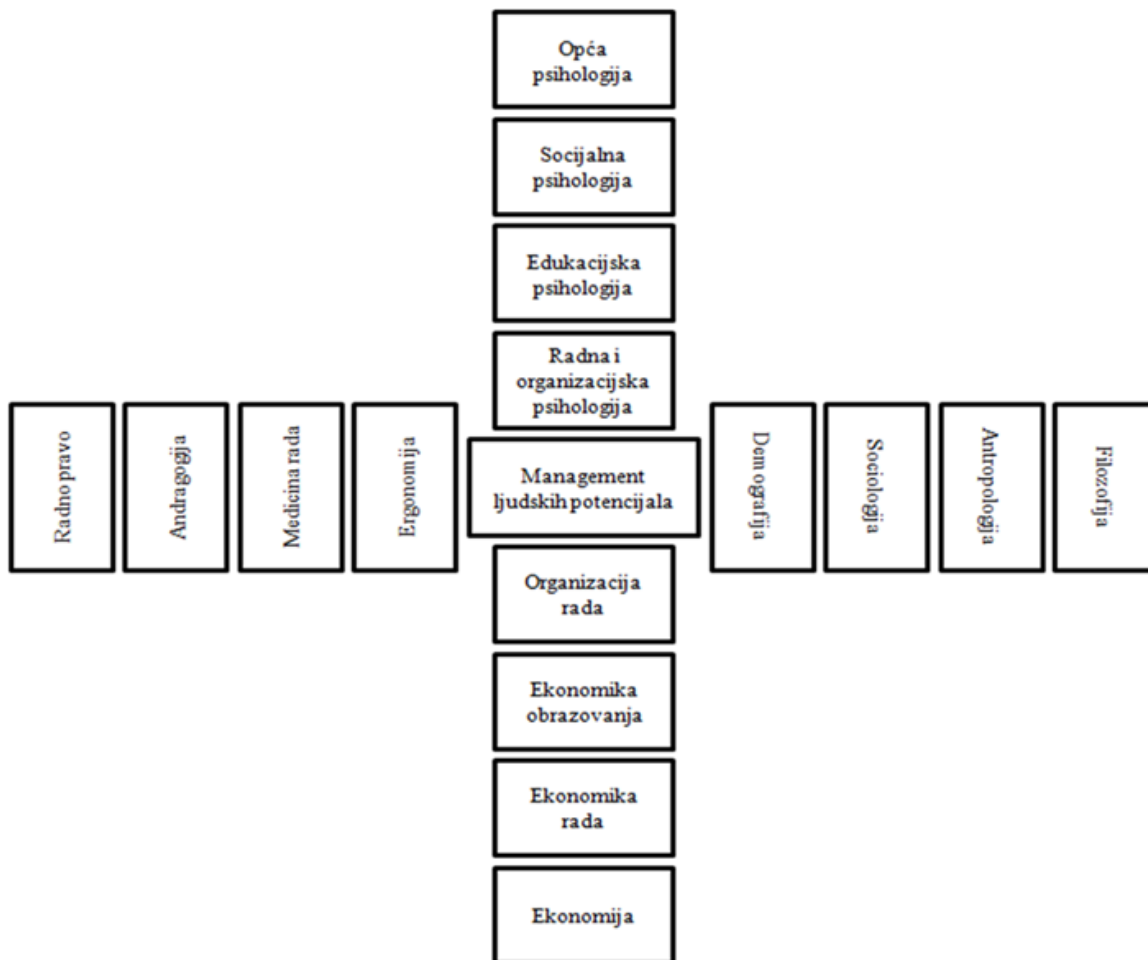 Opća
psihologija
Socijalna
psihologija
Edukacijska
psihologija
Radna i
organizacijska
psihologija
Radno pravo
Andragogija
Medicina rada
Ergonomija
Management
ljudskih potencijala
Demografija
Sociologija
Antropologija
Filozofija
Organizacija
rada
Ekonomika
obrazovanja
Ekonomika
rada
Ekonomija